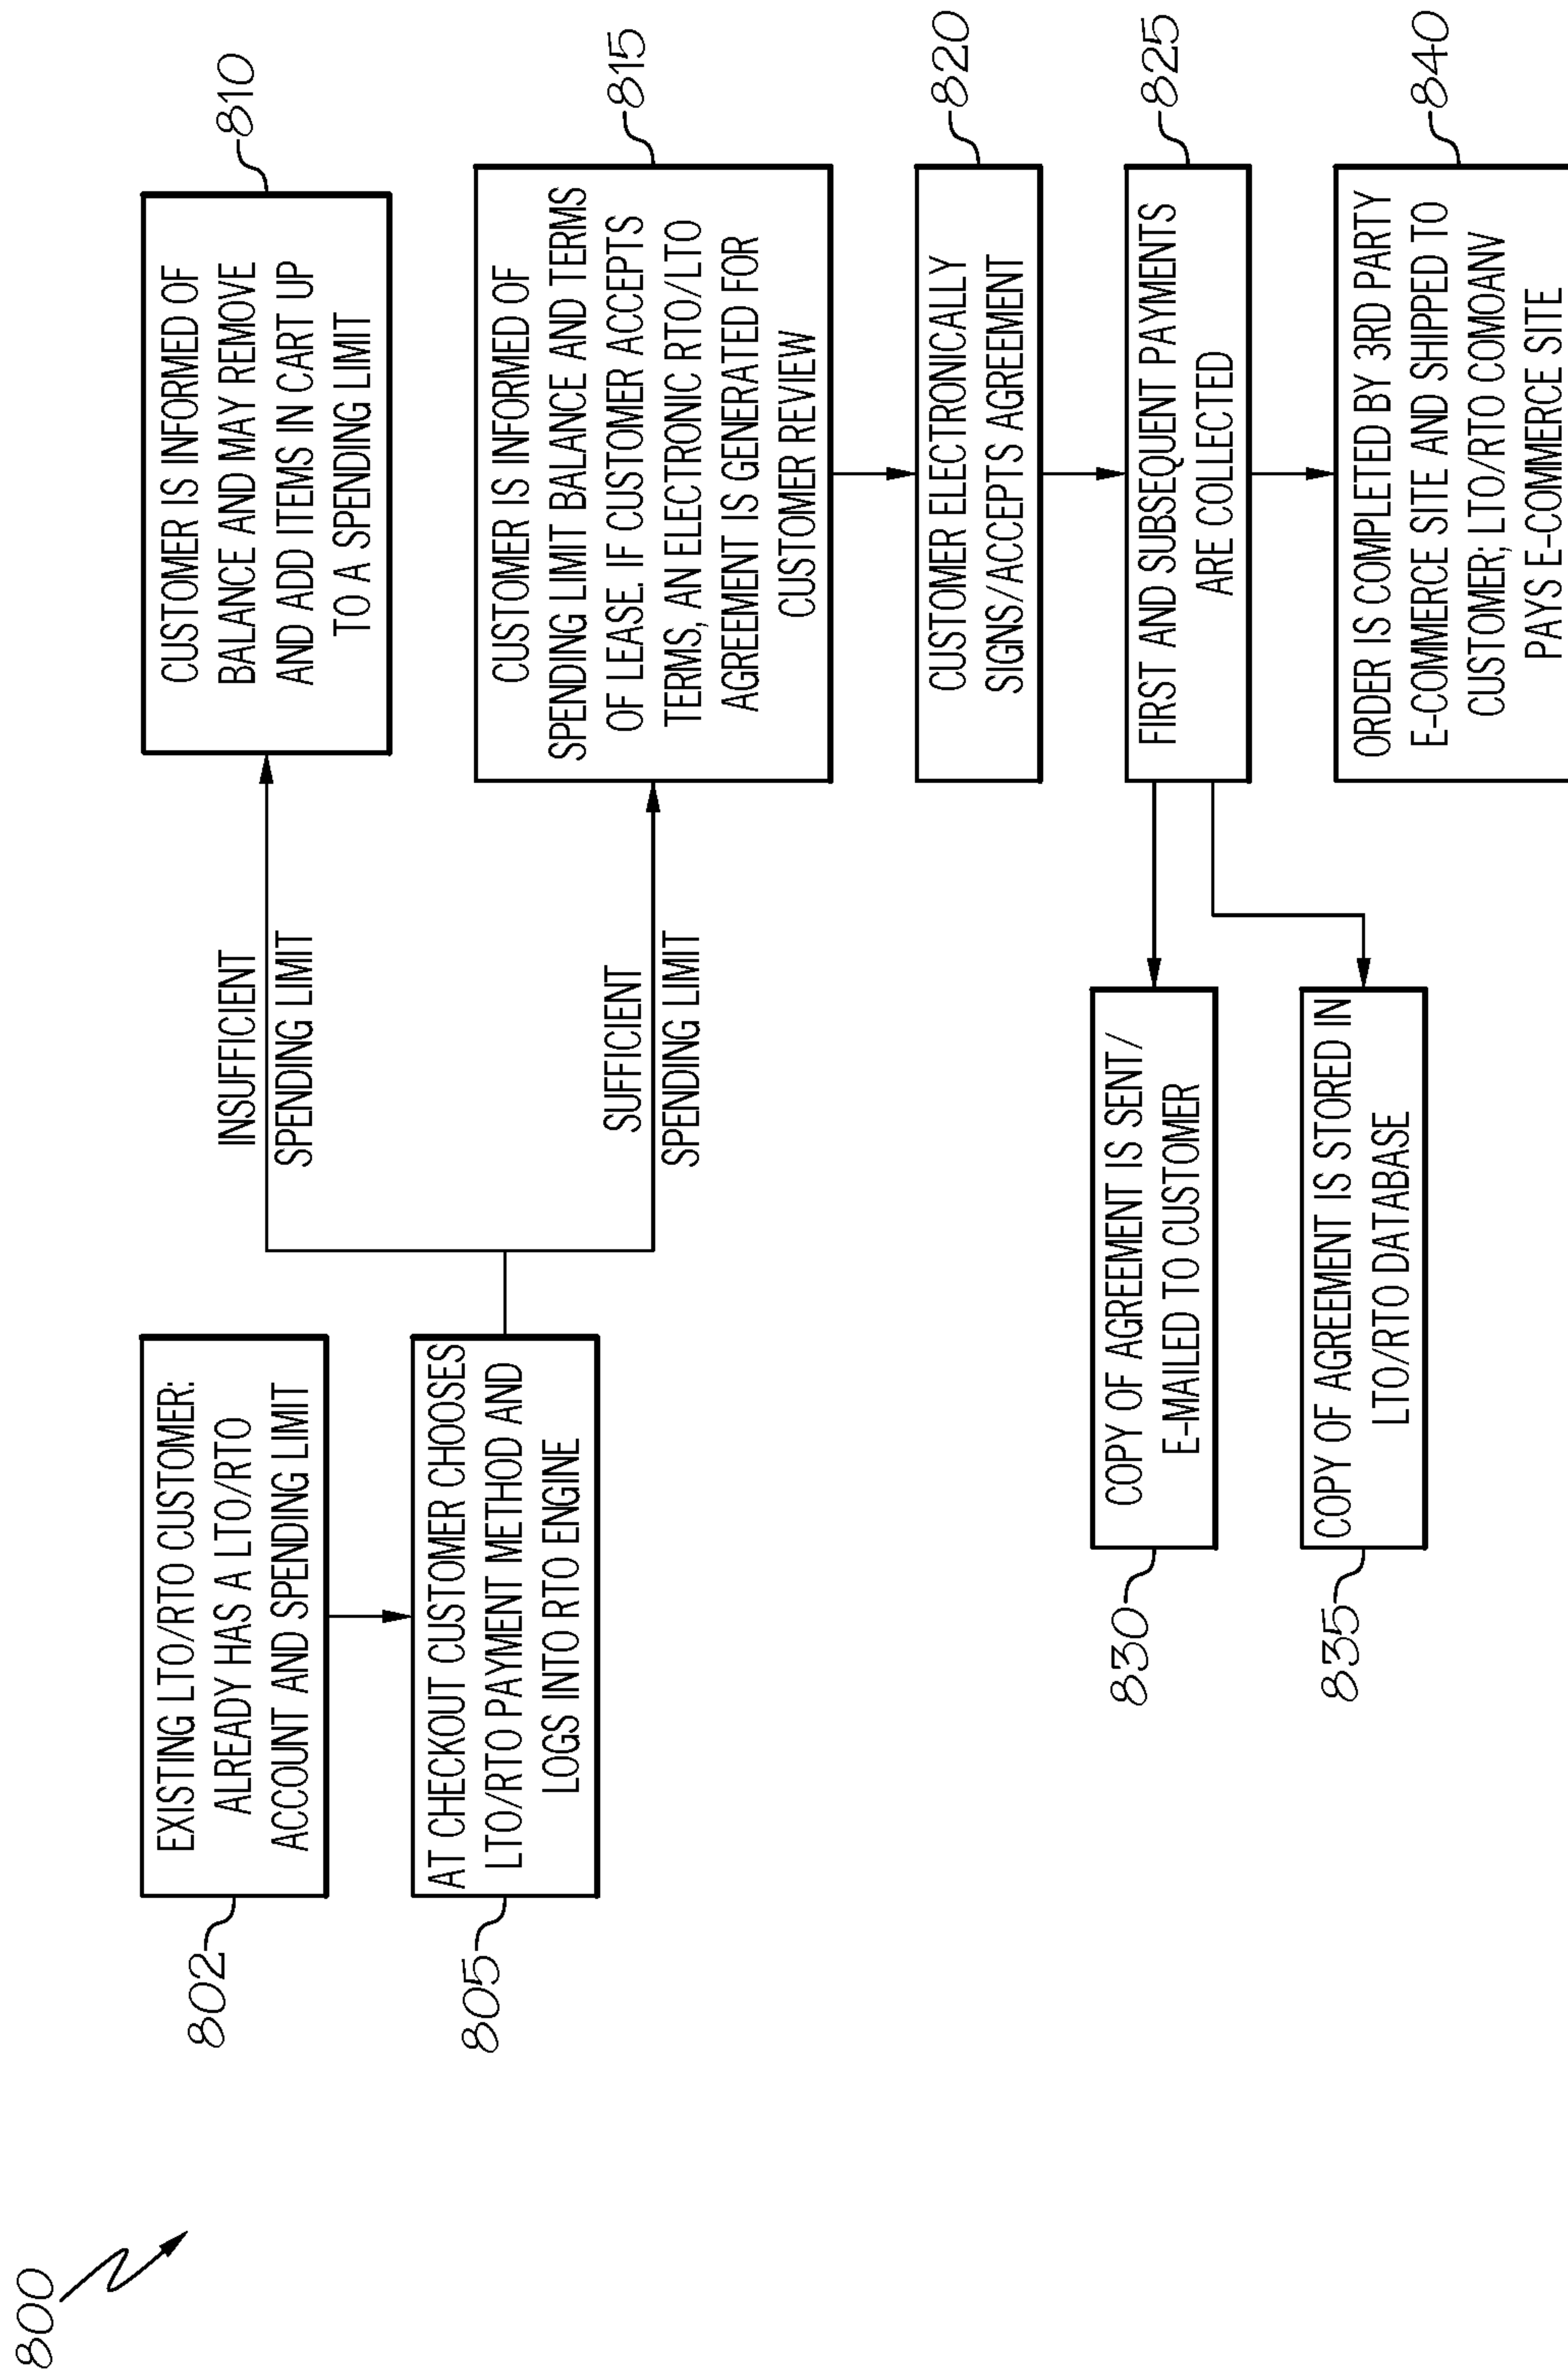 800
802
EXISTING LTO/RTO CUSTOMER:
ALREADY HAS A LTO/RTO
ACCOUNT AND SPENDING LIMIT
805
AT CHECKOUT CUSTOMER CHOOSES
LTO/RTO PAYMENT METHOD AND
LOGS INTO RTO ENGINE
INSUFFICIENT
SPENDING LIMIT
810
CUSTOMER IS INFORMED OF
BALANCE AND MAY REMOVE
AND ADD ITEMS IN CART UP
TO A SPENDING LIMIT
SUFFICIENT
SPENDING LIMIT
815
CUSTOMER IS INFORMED OF
SPENDING LIMIT BALANCE AND TERMS
OF LEASE. IF CUSTOMER ACCEPTS
TERMS, AN ELECTRONIC RTO/LTO
AGREEMENT IS GENERATED FOR
CUSTOMER REVIEW
820
CUSTOMER ELECTRONICALLY
SIGNS/ACCEPTS AGREEMENT
825
FIRST AND SUBSEQUENT PAYMENTS
ARE COLLECTED
830
COPY OF AGREEMENT IS SENT/
E-MAILED TO CUSTOMER
835
COPY OF AGREEMENT IS STORED IN
LTO/RTO DATABASE
840
ORDER IS COMPLETED BY 3RD PARTY
E-COMMERCE SITE AND SHIPPED TO
CUSTOMER; LTO/RTO COMOANV
PAYS E-COMMERCE SITE